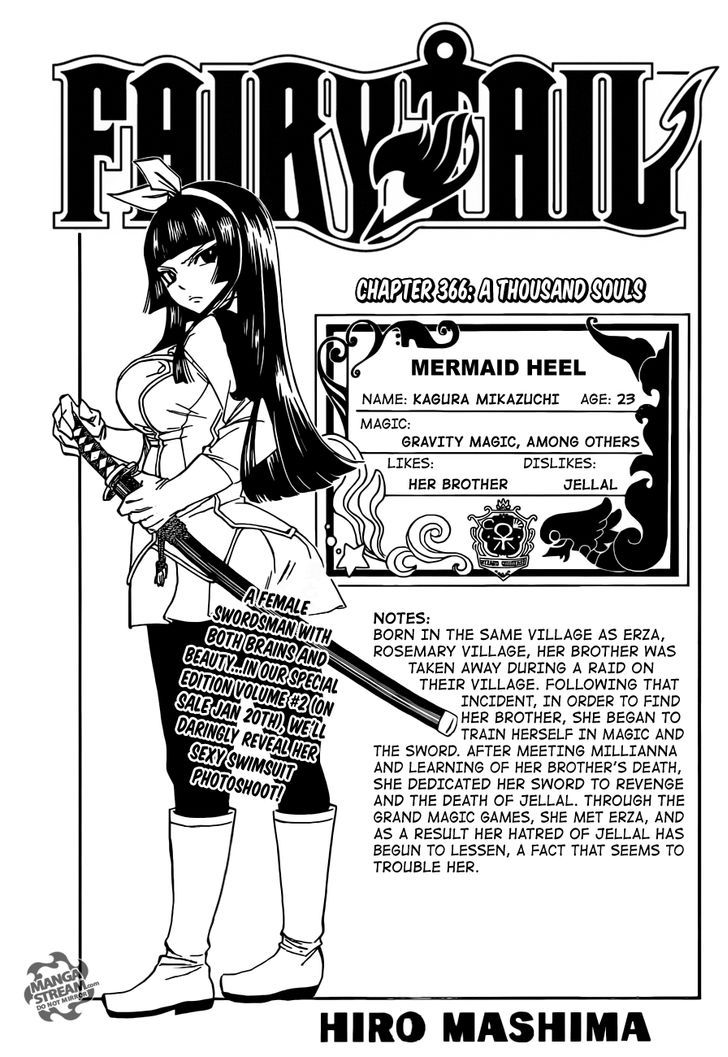 FAIRY TAIL
CHAPTER 366: A THOUSAND SOULS
MERMAID HEEL
NAME: KAGURA MIKAZUCHI AGE: 23
MAGIC:
GRAVITY MAGIC, AMONG OTHERS
LIKES: DISLIKES:
HER BROTHER JELLAL
A FEMALE
SWORDSMAN WITH
BOTH BRAINS AND
BEAUTY...IN OUR SPECIAL
EDITION VOLUME #2 (ON
SALE JAN. 20TH), WE'LL
DARINGLY REVEAL HER
SEXY SWIMSUIT
PHOTOSHOOT!
NOTES:
BORN IN THE SAME VILLAGE AS ERZA,
ROSEMARY VILLAGE, HER BROTHER WAS
TAKEN AWAY DURING A RAID ON
THEIR VILLAGE. FOLLOWING THAT
INCIDENT, IN ORDER TO FIND
HER BROTHER, SHE BEGAN TO
TRAIN HERSELF IN MAGIC AND
THE SWORD. AFTER MEETING MILLIANNA
AND LEARNING OF HER BROTHER'S DEATH,
SHE DEDICATED HER SWORD TO REVENGE
AND THE DEATH OF JELLAL. THROUGH THE
GRAND MAGIC GAMES, SHE MET ERZA, AND
AS A RESULT HER HATRED OF JELLAL HAS
BEGUN TO LESSEN, A FACT THAT SEEMS TO
TROUBLE HER.
MANGA
STREAM.com
DO NOT MIRROR
HIRO MASHIMA